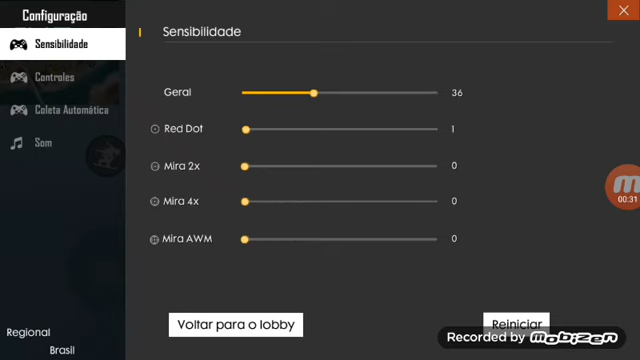 Configuração
Sensibilidade
Controles
Coleta Automática
Som
Regional
Brasil
Sensibilidade
Geral 36
Red Dot 1
Mira 2x 0
Mira 4x 0
Mira AWM 0
Voltar para o lobby
Reiniciar
00:31
Recorded by mobizen